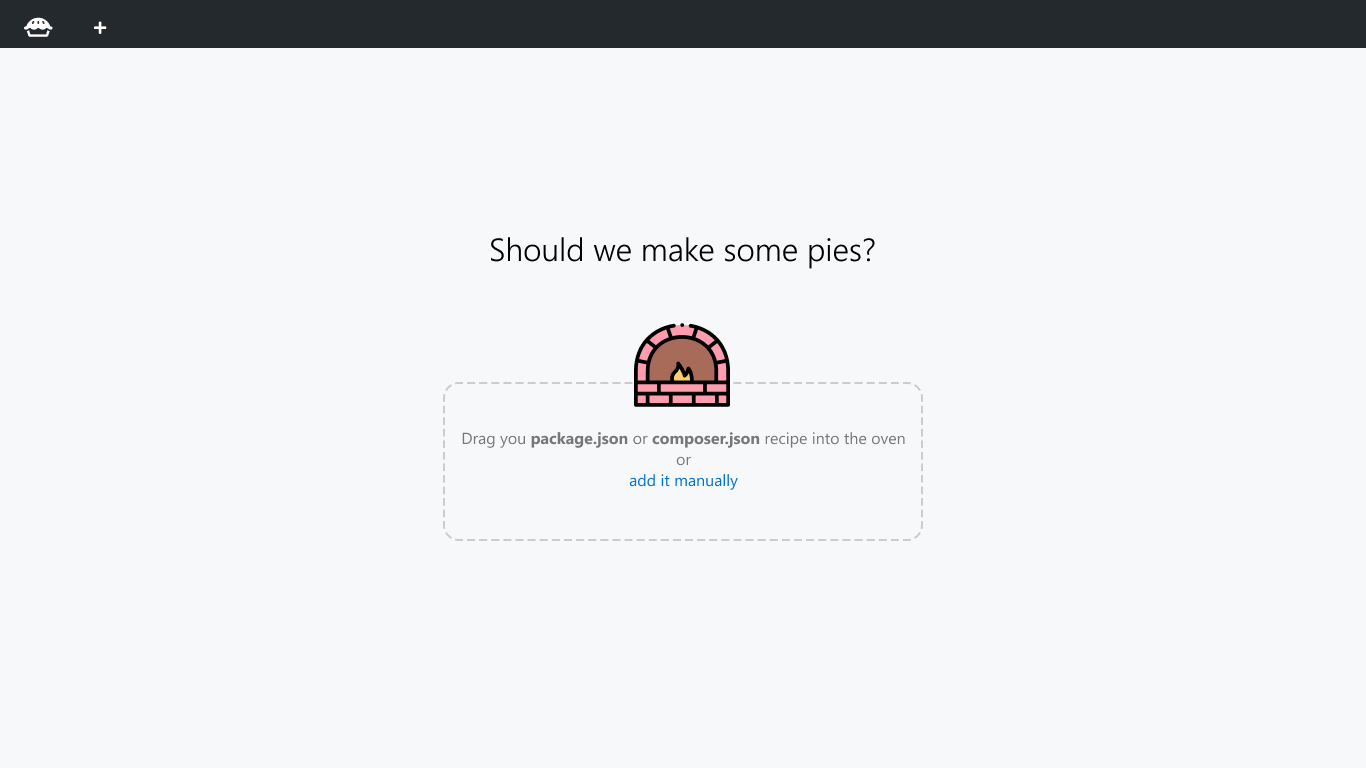 +
Should we make some pies?
Drag you package.json or composer.json recipe into the oven
or
add it manually